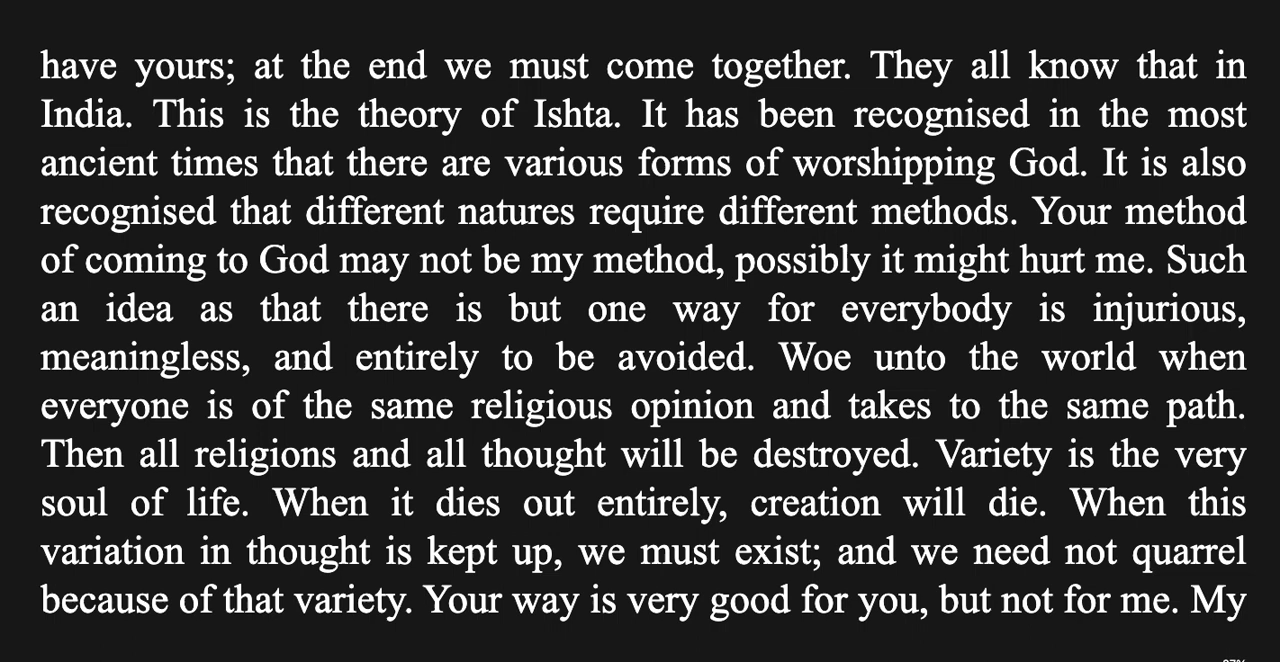 have yours; at the end we must come together. They all know that in
India. This is the theory of Ishta. It has been recognised in the most
ancient times that there are various forms of worshipping God. It is also
recognised that different natures require different methods. Your method
of coming to God may not be my method, possibly it might hurt me. Such
an idea as that there is but one way for everybody is injurious,
meaningless, and entirely to be avoided. Woe unto the world when
everyone is of the same religious opinion and takes to the same path.
Then all religions and all thought will be destroyed. Variety is the very
soul of life. When it dies out entirely, creation will die. When this
variation in thought is kept up, we must exist; and we need not quarrel
because of that variety. Your way is very good for you, but not for me. My